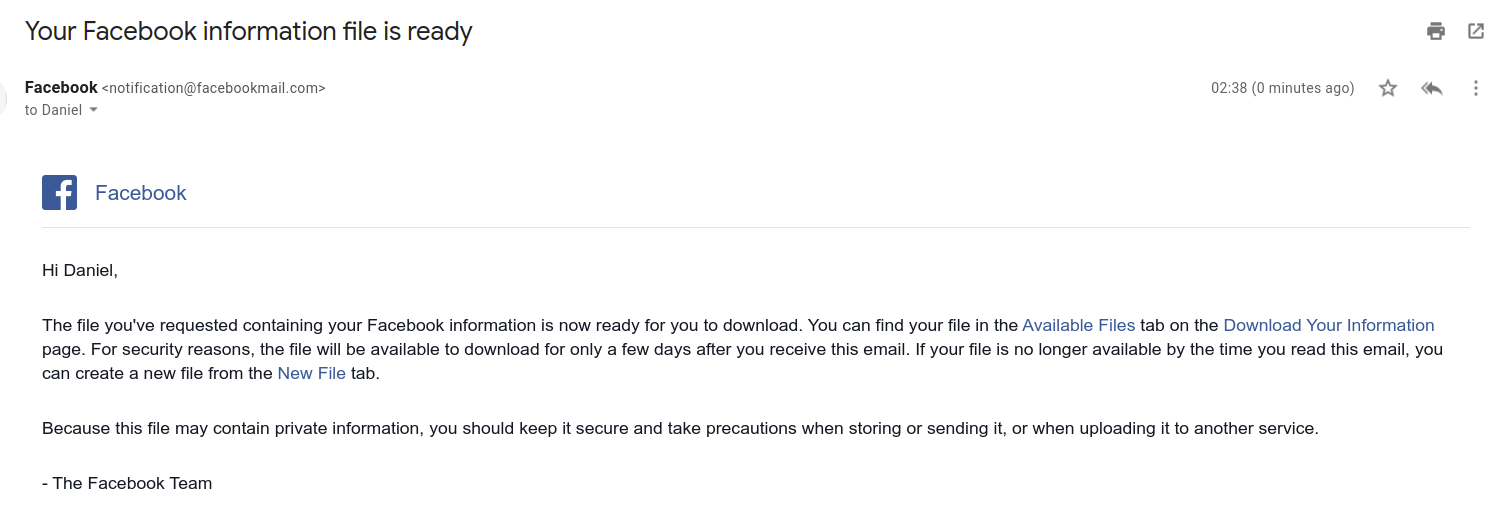 Your Facebook information file is ready
Facebook <notification@facebookmail.com>
02:38 (0 minutes ago)
to Daniel
Facebook
Hi Daniel,
The file you've requested containing your Facebook information is now ready for you to download. You can find your file in the Available Files tab on the Download Your Information
page. For security reasons, the file will be available to download for only a few days after you receive this email. If your file is no longer available by the time you read this email, you
can create a new file from the New File tab.
Because this file may contain private information, you should keep it secure and take precautions when storing or sending it, or when uploading it to another service.
- The Facebook Team